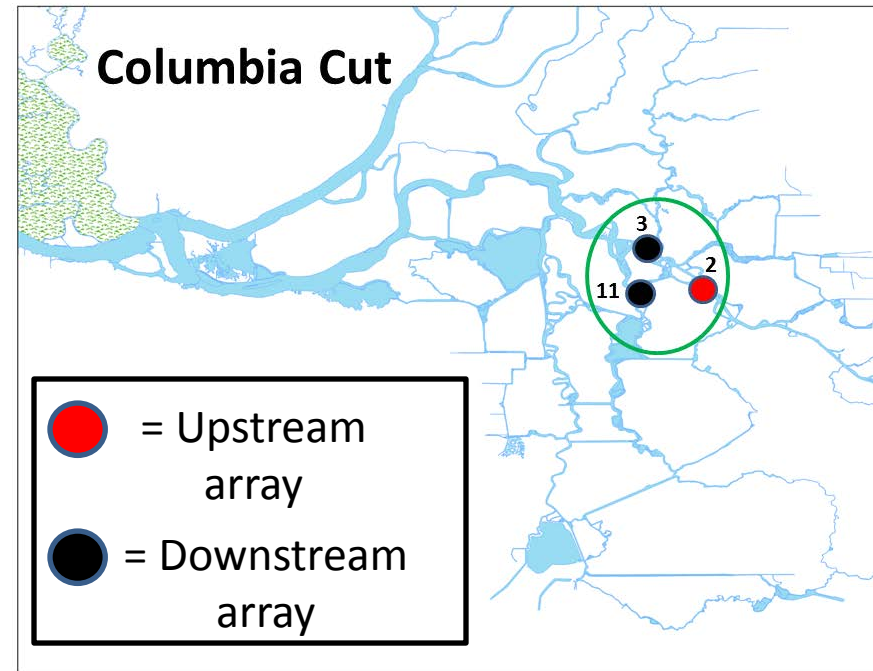 Columbia Cut
3
2
11
= Upstream
array
= Downstream
array